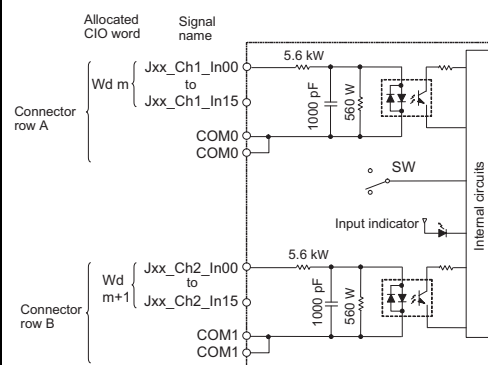 Allocated
CIO word
Signal
name
Connector
row A
Wd m
Jxx_Ch1_In00
to
Jxx_Ch1_In15
COM0
COM0
5.6 kW
1000 pF
560 W
SW
Input indicator
Internal circuits
Connector
row B
Wd
m+1
Jxx_Ch2_In00
to
Jxx_Ch2_In15
COM1
COM1
5.6 kW
1000 pF
560 W